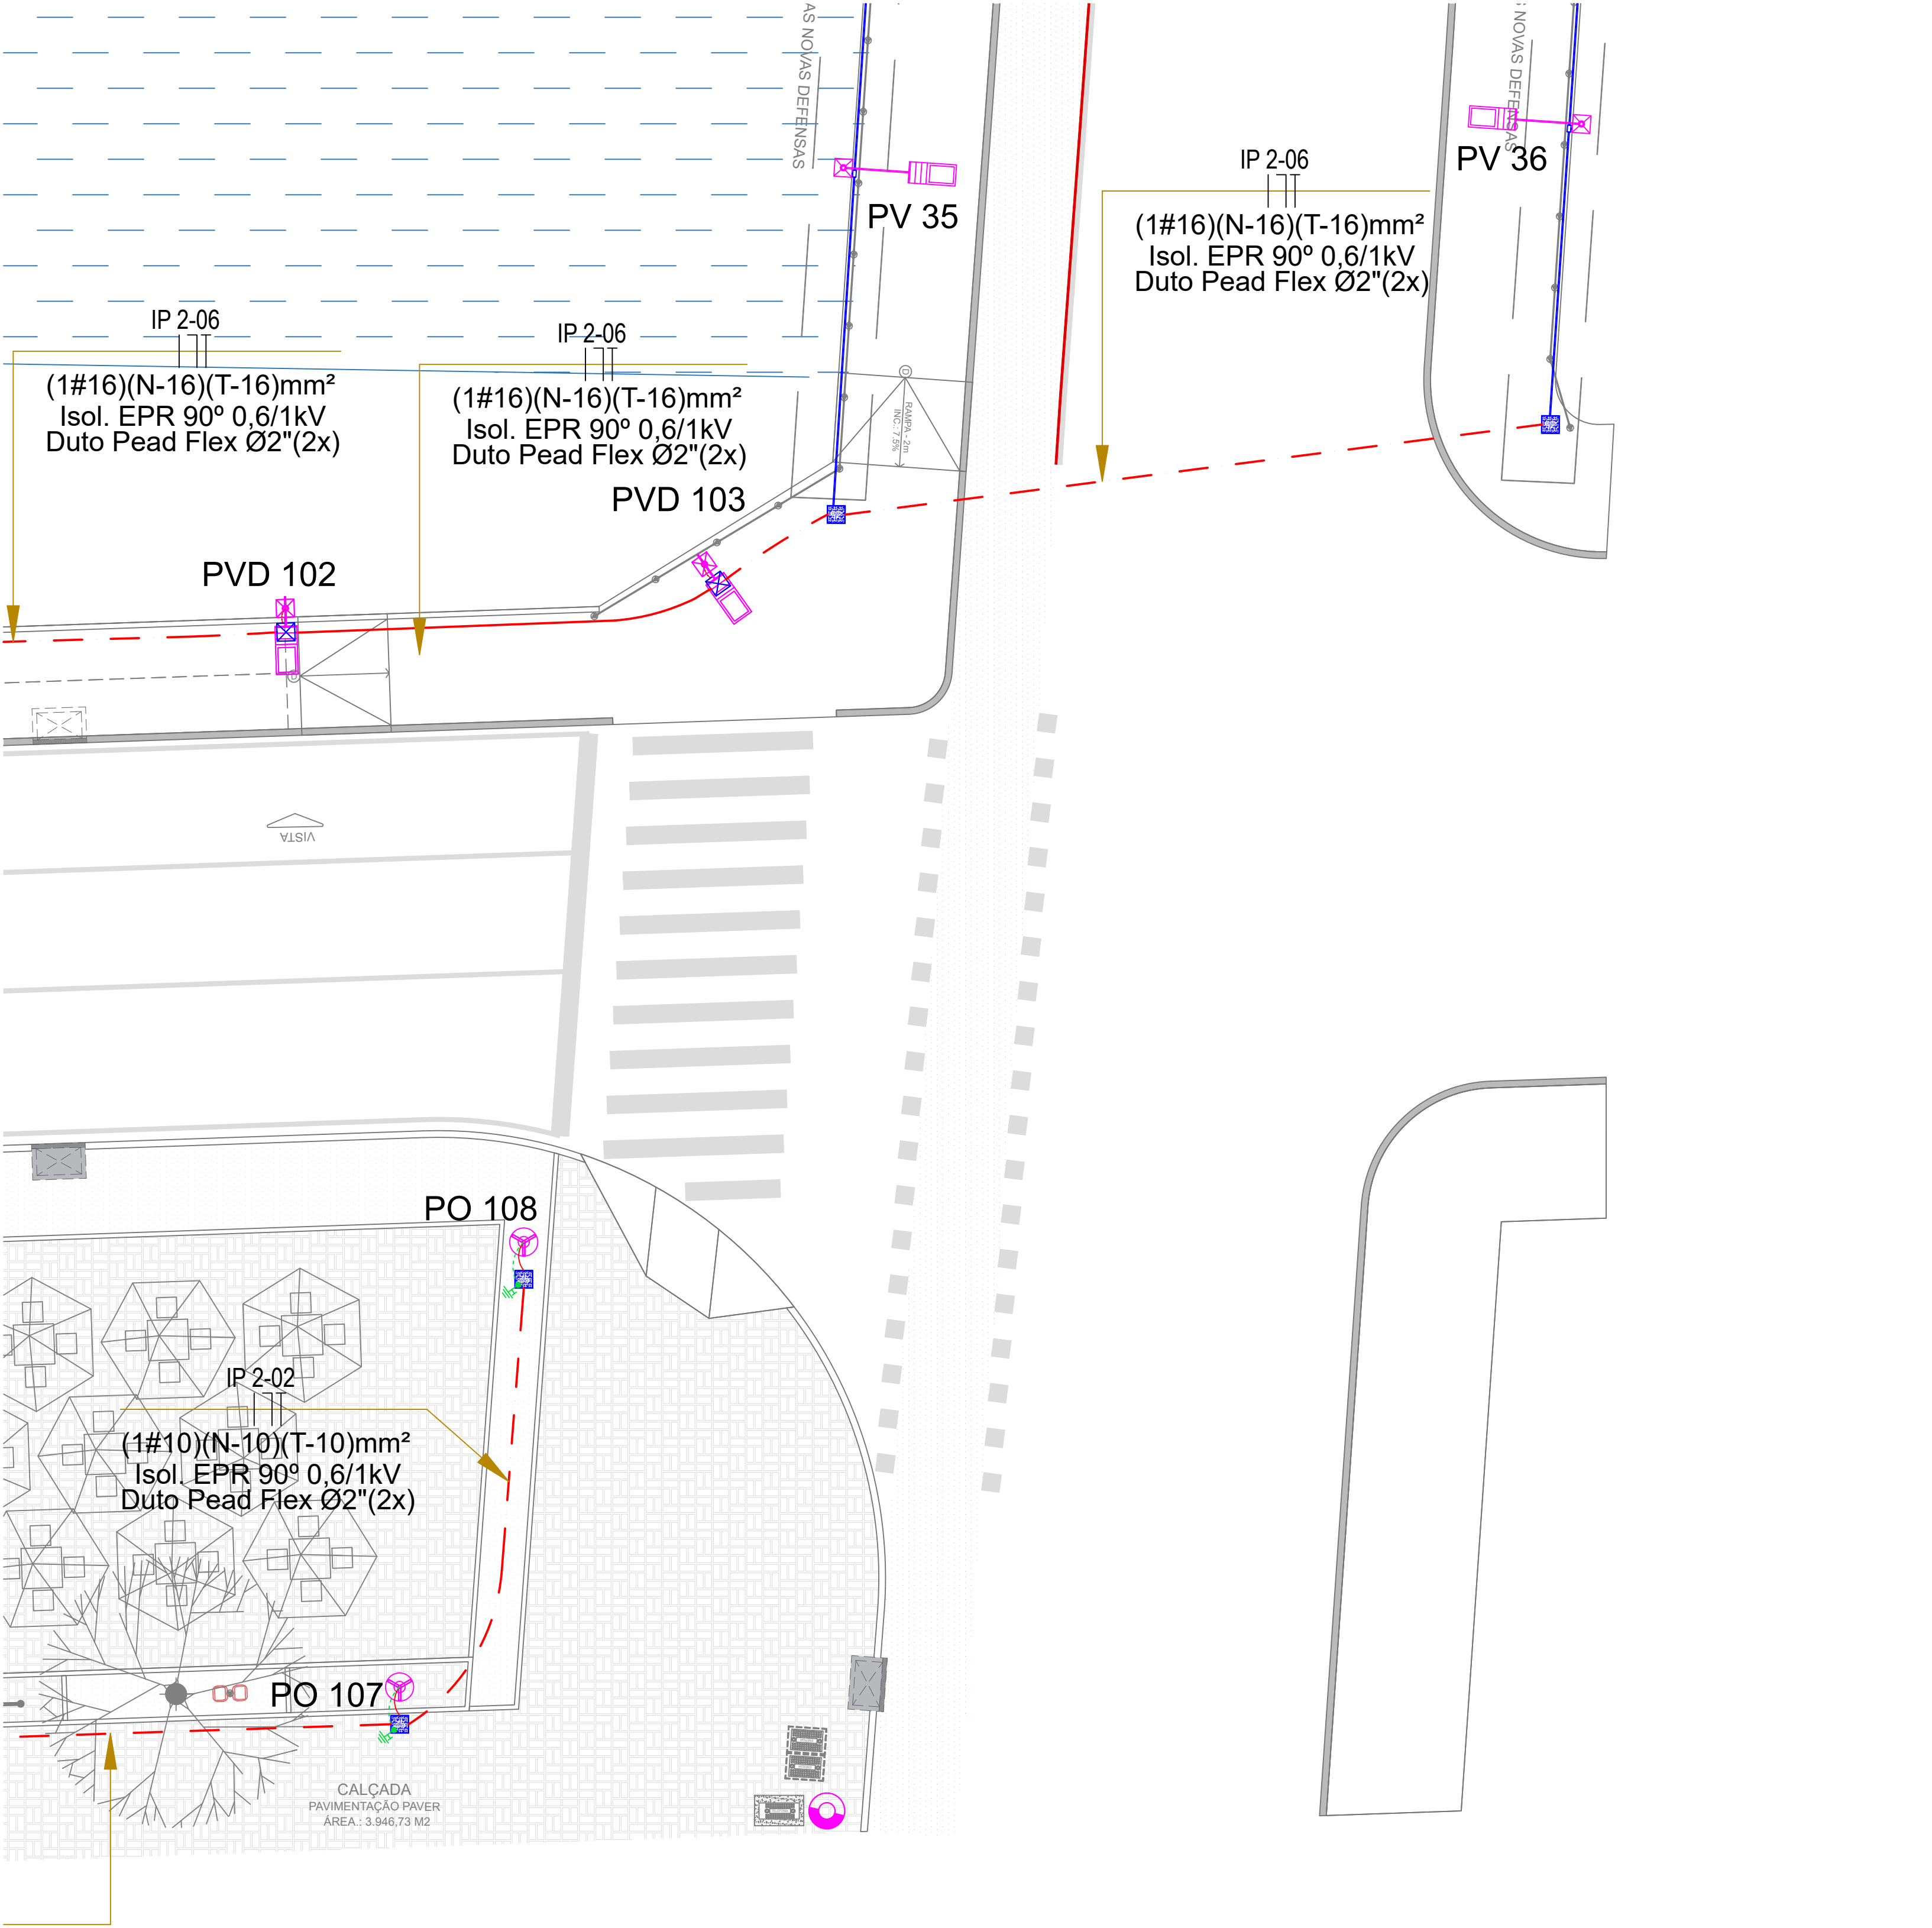 AS NOVAS DEFENSAS
S NOVAS DEFENSAS
PV 36
IP 2-06
(1#16)(N-16)(T-16)mm²
Isol. EPR 90º 0,6/1kV
Duto Pead Flex Ø2"(2x)
PV 35
IP 2-06
(1#16)(N-16)(T-16)mm²
Isol. EPR 90º 0,6/1kV
Duto Pead Flex Ø2"(2x)
IP 2-06
(1#16)(N-16)(T-16)mm²
Isol. EPR 90º 0,6/1kV
Duto Pead Flex Ø2"(2x)
D
RAMPA - 2m
INC.: 7.5%
PVD 103
PVD 102
D
VISTA
PO 108
IP 2-02
(1#10)(N-10)(T-10)mm²
Isol. EPR 90º 0,6/1kV
Duto Pead Flex Ø2"(2x)
PO 107
CALÇADA
PAVIMENTAÇÃO PAVER
ÁREA.: 3.946,73 M2